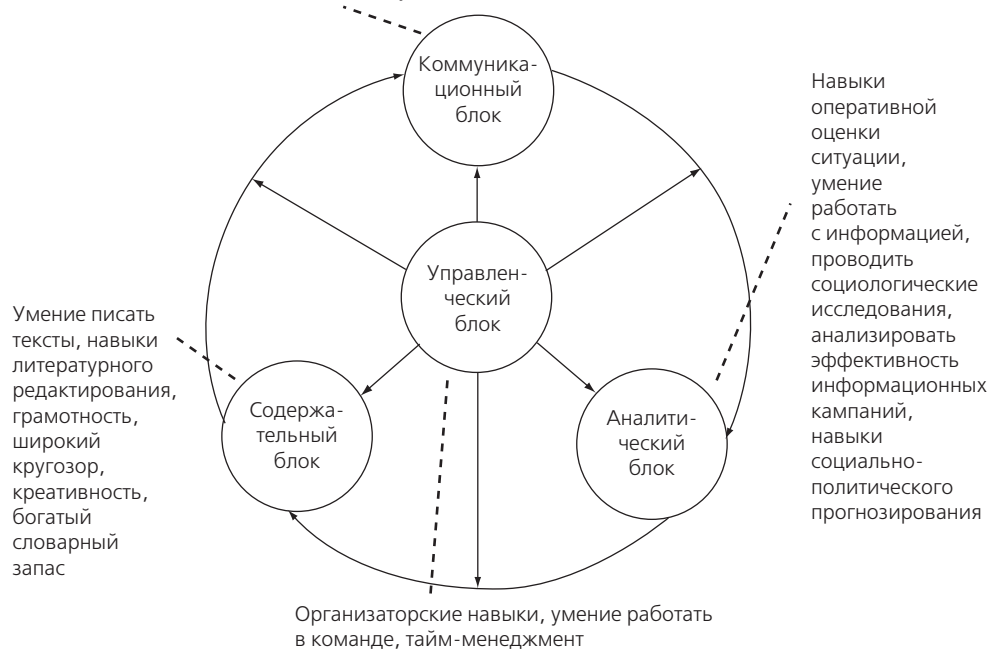 Коммуника-
ционный
блок
Навыки
оперативной
оценки
ситуации,
умение
работать
с информацией,
проводить
социологические
исследования,
анализировать
эффективность
информационных
кампаний,
навыки
социально-
политического
прогнозирования
Управлен-
ческий
блок
Умение писать
тексты, навыки
литературного
редактирования,
грамотность,
широкий
кругозор,
креативность,
богатый
словарный
запас
Содержа-
тельный
блок
Аналити-
ческий
блок
Организаторские навыки, умение работать
в команде, тайм-менеджмент